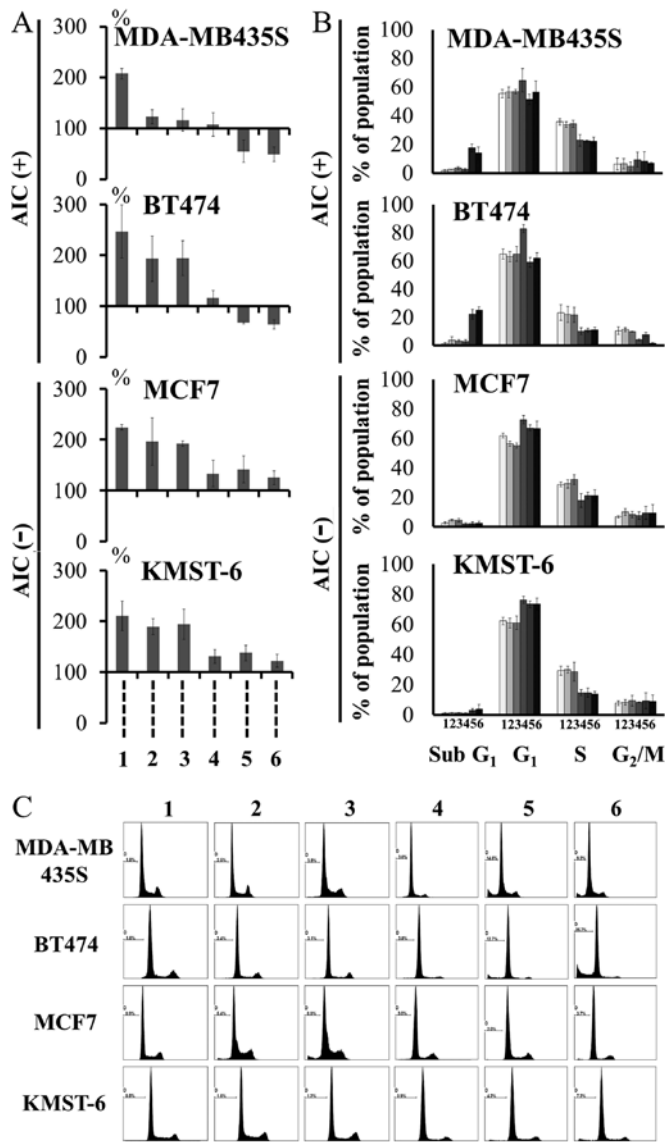 A
B
%
MDA-MB435S
300
200
100
0
%
BT474
300
200
100
0
AIC (+)
%
MCF7
300
200
100
0
%
KMST-6
300
200
100
0
AIC (−)
1 2 3 4 5 6
MDA-MB435S
% of population
100
80
60
40
20
0
BT474
% of population
100
80
60
40
20
0
AIC (+)
MCF7
% of population
100
80
60
40
20
0
KMST-6
% of population
100
80
60
40
20
0
AIC (−)
123456 123456 123456 123456
Sub G1 G1 S G2/M
C
1 2 3 4 5 6
MDA-MB
435S
BT474
MCF7
KMST-6